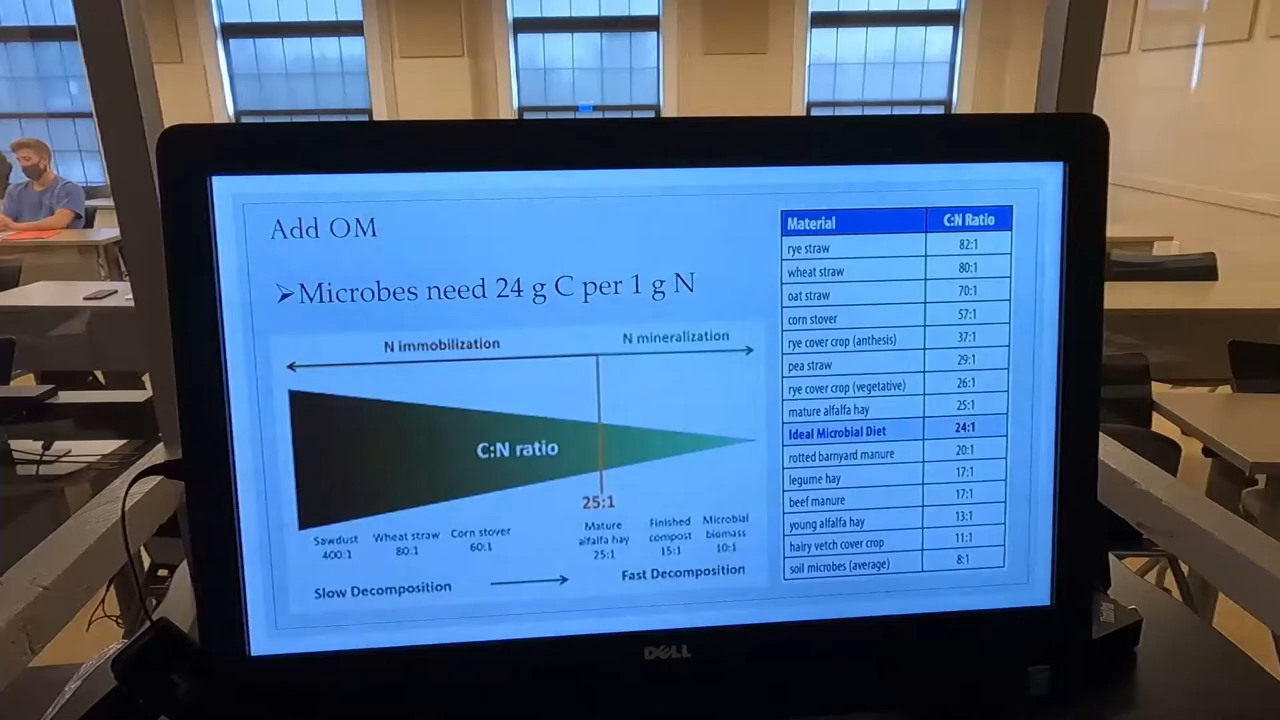 Add OM
➢Microbes need 24 g C per 1 g N
N immobilization
N mineralization
C:N ratio
25:1
Sawdust
400:1
Wheat straw
80:1
Corn stover
60:1
Mature
alfalfa hay
25:1
Finished
compost
15:1
Microbial
biomass
10:1
Slow Decomposition
Fast Decomposition
Material C:N Ratio
rye straw 82:1
wheat straw 80:1
oat straw 70:1
corn stover 57:1
rye cover crop (anthesis) 37:1
pea straw 29:1
rye cover crop (vegetative) 26:1
mature alfalfa hay 25:1
Ideal Microbial Diet 24:1
rotted barnyard manure 20:1
legume hay 17:1
beef manure 17:1
young alfalfa hay 13:1
hairy vetch cover crop 11:1
soil microbes (average) 8:1
DELL